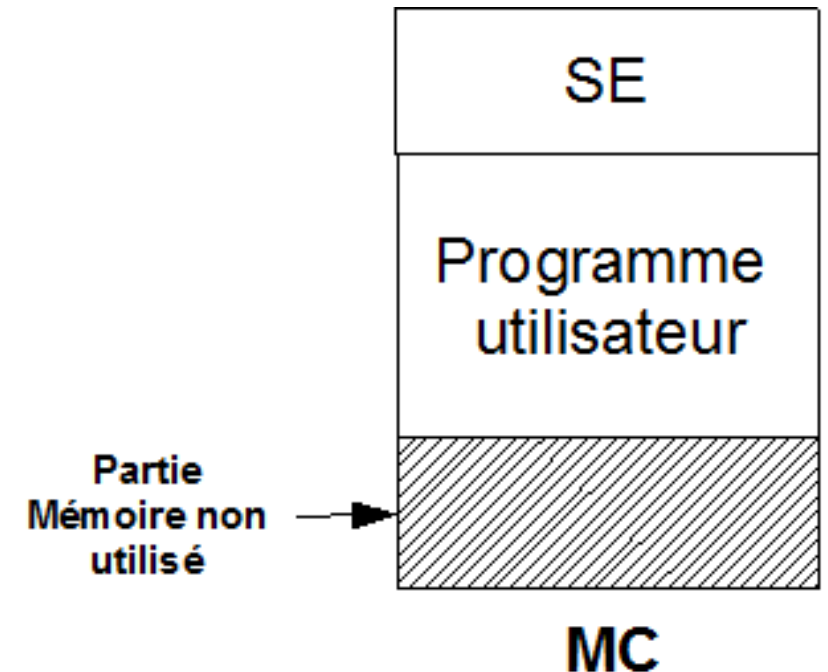 SE
Programme
utilisateur
Partie
Mémoire non
utilisé
MC